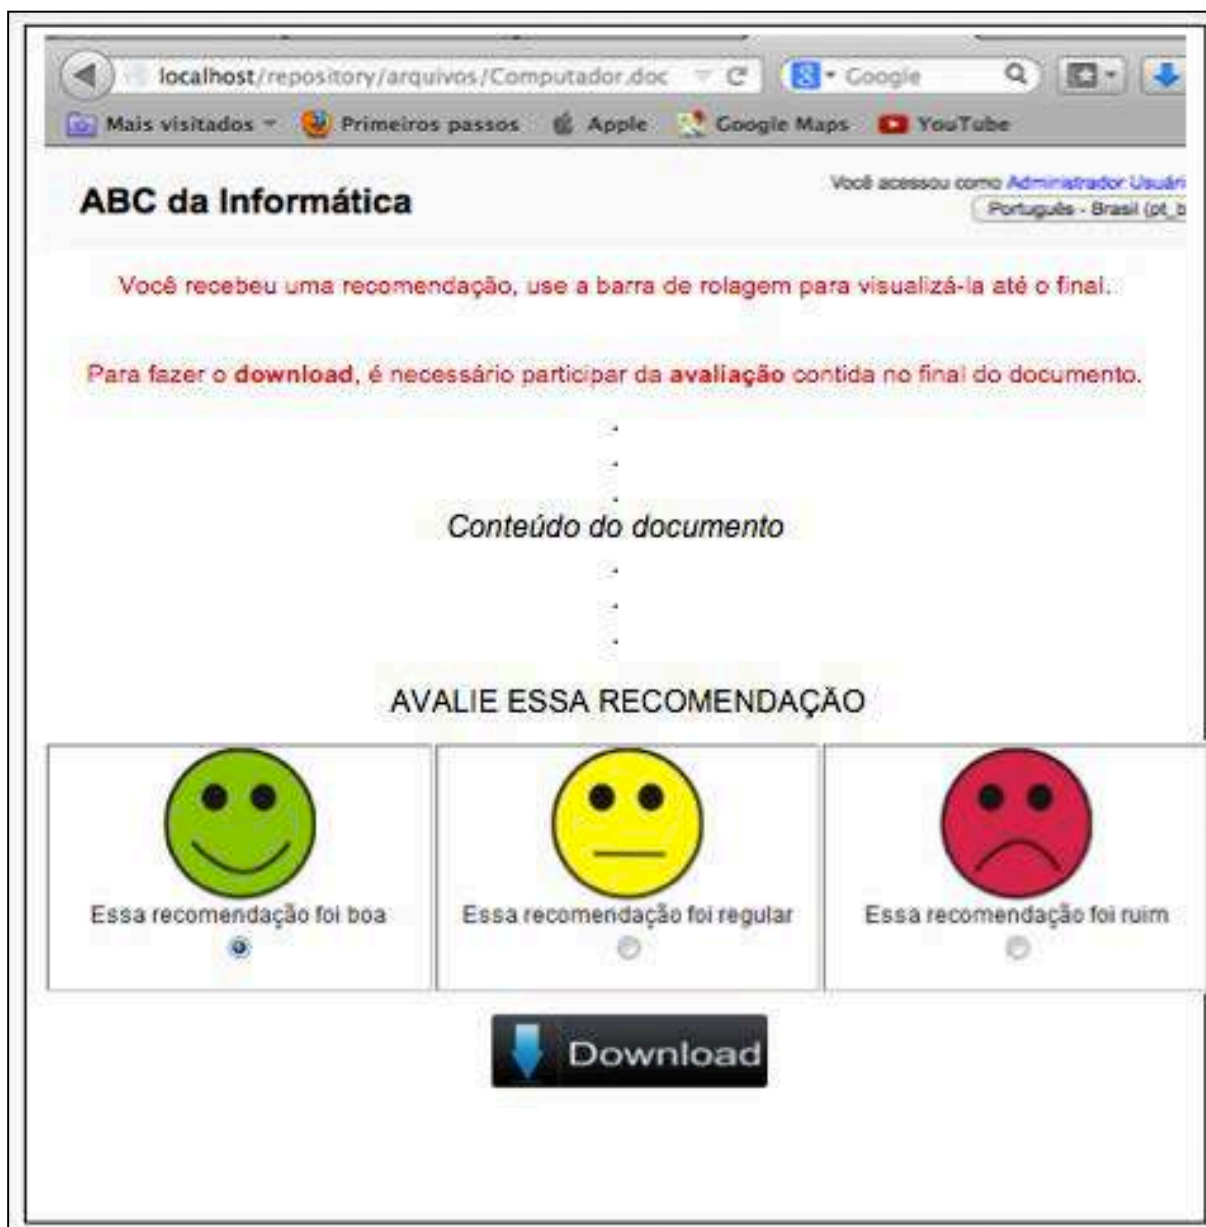 localhost/repository/arquivos/Computador.doc Google
Mais visitados Primeiros passos Apple Google Maps YouTube
ABC da Informática
Você acessou como Administrador Usuári
Português - Brasil (pt_b
Você recebeu uma recomendação, use a barra de rolagem para visualizá-la até o final.
Para fazer o download, é necessário participar da avaliação contida no final do documento.
.
.
.
Conteúdo do documento
.
.
.
AVALIE ESSA RECOMENDAÇÃO
Essa recomendação foi boa Essa recomendação foi regular Essa recomendação foi ruim
Download